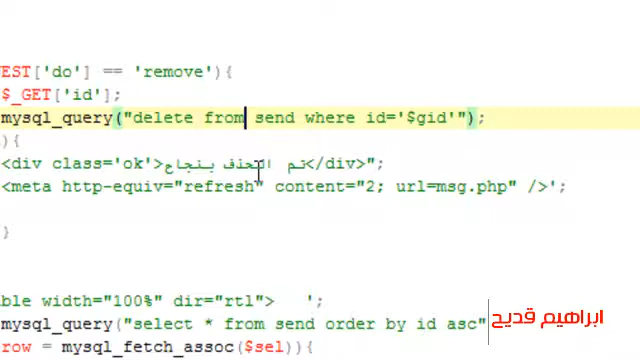 EST['do'] == 'remove'){
$_GET['id'];
mysql_query("delete from send where id='$gid'");
){
<div class='ok'>تم الحذف بنجاح</div>";
<meta http-equiv="refresh" content="2; url=msg.php" />';
}
ble width="100%" dir="rtl"> ';
mysql_query("select * from send order by id asc"
row = mysql_fetch_assoc($sel)){
ابراهيم قديح